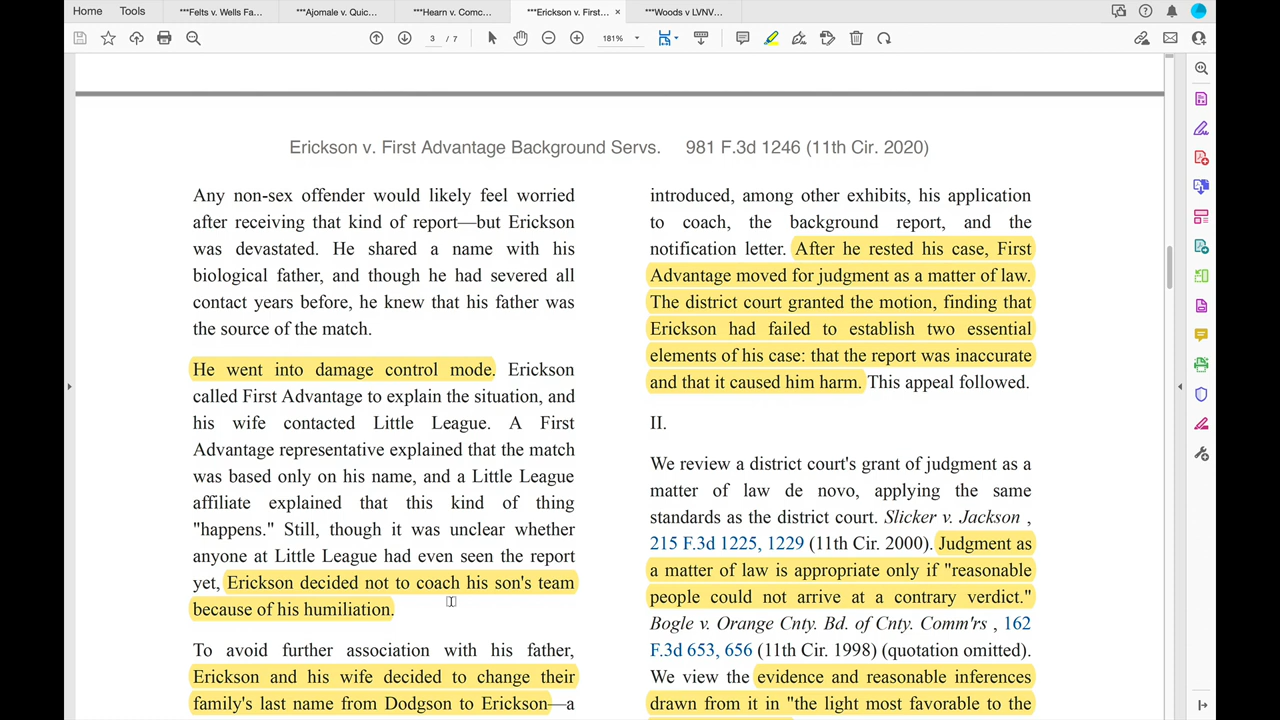 Home
Tools
***Felts v. Wells Fa...
***Ajomale v. Quic...
***Hearn v. Comc...
***Erickson v. First...
***Woods v LVNV...
3 / 7
181%
Erickson v. First Advantage Background Servs. 981 F.3d 1246 (11th Cir. 2020)
Any non-sex offender would likely feel worried
after receiving that kind of report—but Erickson
was devastated. He shared a name with his
biological father, and though he had severed all
contact years before, he knew that his father was
the source of the match.
He went into damage control mode. Erickson
called First Advantage to explain the situation, and
his wife contacted Little League. A First
Advantage representative explained that the match
was based only on his name, and a Little League
affiliate explained that this kind of thing
"happens." Still, though it was unclear whether
anyone at Little League had even seen the report
yet, Erickson decided not to coach his son's team
because of his humiliation.
To avoid further association with his father,
Erickson and his wife decided to change their
family's last name from Dodgson to Erickson—a
introduced, among other exhibits, his application
to coach, the background report, and the
notification letter. After he rested his case, First
Advantage moved for judgment as a matter of law.
The district court granted the motion, finding that
Erickson had failed to establish two essential
elements of his case: that the report was inaccurate
and that it caused him harm. This appeal followed.
II.
We review a district court's grant of judgment as a
matter of law de novo, applying the same
standards as the district court. Slicker v. Jackson ,
215 F.3d 1225, 1229 (11th Cir. 2000). Judgment as
a matter of law is appropriate only if "reasonable
people could not arrive at a contrary verdict."
Bogle v. Orange Cnty. Bd. of Cnty. Comm'rs , 162
F.3d 653, 656 (11th Cir. 1998) (quotation omitted).
We view the evidence and reasonable inferences
drawn from it in "the light most favorable to the